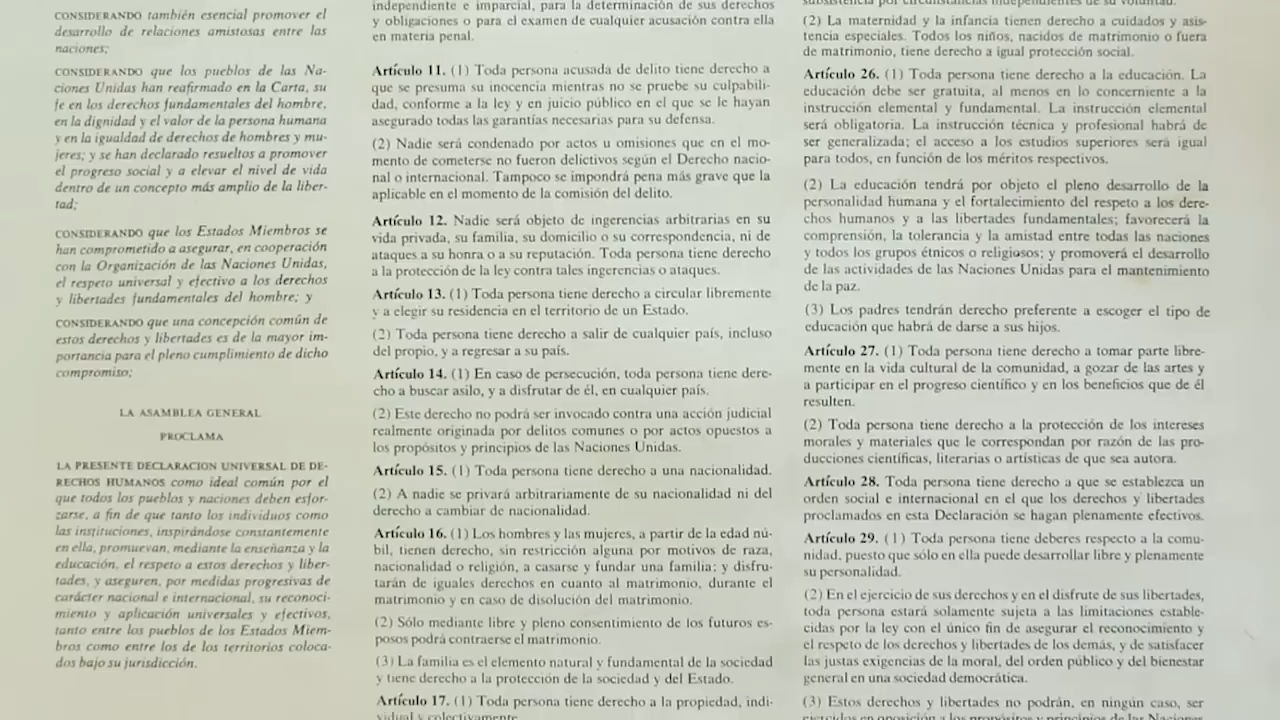 CONSIDERANDO también esencial promover el
desarrollo de relaciones amistosas entre las
naciones;
CONSIDERANDO que los pueblos de las Na-
ciones Unidas han reafirmado en la Carta, su
fe en los derechos fundamentales del hombre,
en la dignidad y el valor de la persona humana
y en la igualdad de derechos de hombres y mu-
jeres; y se han declarado resueltos a promover
el progreso social y a elevar el nivel de vida
dentro de un concepto más amplio de la liber-
tad;
CONSIDERANDO que los Estados Miembros se
han comprometido a asegurar, en cooperación
con la Organización de las Naciones Unidas,
el respeto universal y efectivo a los derechos
y libertades fundamentales del hombre; y
CONSIDERANDO que una concepción común de
estos derechos y libertades es de la mayor im-
portancia para el pleno cumplimiento de dicho
compromiso;
LA ASAMBLEA GENERAL
PROCLAMA
LA PRESENTE DECLARACION UNIVERSAL DE DE-
RECHOS HUMANOS como ideal común por el
que todos los pueblos y naciones deben esfor-
zarse, a fin de que tanto los individuos como
las instituciones, inspirándose constantemente
en ella, promuevan, mediante la enseñanza y la
educación, el respeto a estos derechos y liber-
tades, y aseguren, por medidas progresivas de
carácter nacional e internacional, su reconoci-
miento y aplicación universales y efectivos,
tanto entre los pueblos de los Estados Miem-
bros como entre los de los territorios coloca-
dos bajo su jurisdicción.
independiente e imparcial, para la determinación de sus derechos
y obligaciones o para el examen de cualquier acusación contra ella
en materia penal.
Artículo 11. (1) Toda persona acusada de delito tiene derecho a
que se presuma su inocencia mientras no se pruebe su culpabili-
dad, conforme a la ley y en juicio público en el que se le hayan
asegurado todas las garantías necesarias para su defensa.
(2) Nadie será condenado por actos u omisiones que en el mo-
mento de cometerse no fueron delictivos según el Derecho nacio-
nal o internacional. Tampoco se impondrá pena más grave que la
aplicable en el momento de la comisión del delito.
Artículo 12. Nadie será objeto de ingerencias arbitrarias en su
vida privada, su familia, su domicilio o su correspondencia, ni de
ataques a su honra o a su reputación. Toda persona tiene derecho
a la protección de la ley contra tales ingerencias o ataques.
Artículo 13. (1) Toda persona tiene derecho a circular libremente
y a elegir su residencia en el territorio de un Estado.
(2) Toda persona tiene derecho a salir de cualquier país, incluso
del propio, y a regresar a su país.
Artículo 14. (1) En caso de persecución, toda persona tiene dere-
cho a buscar asilo, y a disfrutar de él, en cualquier país.
(2) Este derecho no podrá ser invocado contra una acción judicial
realmente originada por delitos comunes o por actos opuestos a
los propósitos y principios de las Naciones Unidas.
Artículo 15. (1) Toda persona tiene derecho a una nacionalidad.
(2) A nadie se privará arbitrariamente de su nacionalidad ni del
derecho a cambiar de nacionalidad.
Artículo 16. (1) Los hombres y las mujeres, a partir de la edad nú-
bil, tienen derecho, sin restricción alguna por motivos de raza,
nacionalidad o religión, a casarse y fundar una familia; y disfru-
tarán de iguales derechos en cuanto al matrimonio, durante el
matrimonio y en caso de disolución del matrimonio.
(2) Sólo mediante libre y pleno consentimiento de los futuros es-
posos podrá contraerse el matrimonio.
(3) La familia es el elemento natural y fundamental de la sociedad
y tiene derecho a la protección de la sociedad y del Estado.
Artículo 17. (1) Toda persona tiene derecho a la propiedad, indi-
vidual y colectivamente.
subsistencia por circunstancias independientes de su voluntad.
(2) La maternidad y la infancia tienen derecho a cuidados y asis-
tencia especiales. Todos los niños, nacidos de matrimonio o fuera
de matrimonio, tiene derecho a igual protección social.
Artículo 26. (1) Toda persona tiene derecho a la educación. La
educación debe ser gratuita, al menos en lo concerniente a la
instrucción elemental y fundamental. La instrucción elemental
será obligatoria. La instrucción técnica y profesional habrá de
ser generalizada; el acceso a los estudios superiores será igual
para todos, en función de los méritos respectivos.
(2) La educación tendrá por objeto el pleno desarrollo de la
personalidad humana y el fortalecimiento del respeto a los dere-
chos humanos y a las libertades fundamentales; favorecerá la
comprensión, la tolerancia y la amistad entre todas las naciones
y todos los grupos étnicos o religiosos; y promoverá el desarrollo
de las actividades de las Naciones Unidas para el mantenimiento
de la paz.
(3) Los padres tendrán derecho preferente a escoger el tipo de
educación que habrá de darse a sus hijos.
Artículo 27. (1) Toda persona tiene derecho a tomar parte libre-
mente en la vida cultural de la comunidad, a gozar de las artes y
a participar en el progreso científico y en los beneficios que de él
resulten.
(2) Toda persona tiene derecho a la protección de los intereses
morales y materiales que le correspondan por razón de las pro-
ducciones científicas, literarias o artísticas de que sea autora.
Artículo 28. Toda persona tiene derecho a que se establezca un
orden social e internacional en el que los derechos y libertades
proclamados en esta Declaración se hagan plenamente efectivos.
Artículo 29. (1) Toda persona tiene deberes respecto a la comu-
nidad, puesto que sólo en ella puede desarrollar libre y plenamente
su personalidad.
(2) En el ejercicio de sus derechos y en el disfrute de sus libertades,
toda persona estará solamente sujeta a las limitaciones estable-
cidas por la ley con el único fin de asegurar el reconocimiento y
el respeto de los derechos y libertades de los demás, y de satisfacer
las justas exigencias de la moral, del orden público y del bienestar
general en una sociedad democrática.
(3) Estos derechos y libertades no podrán, en ningún caso, ser
ejercidos en oposición a los propósitos y principios de las Naciones